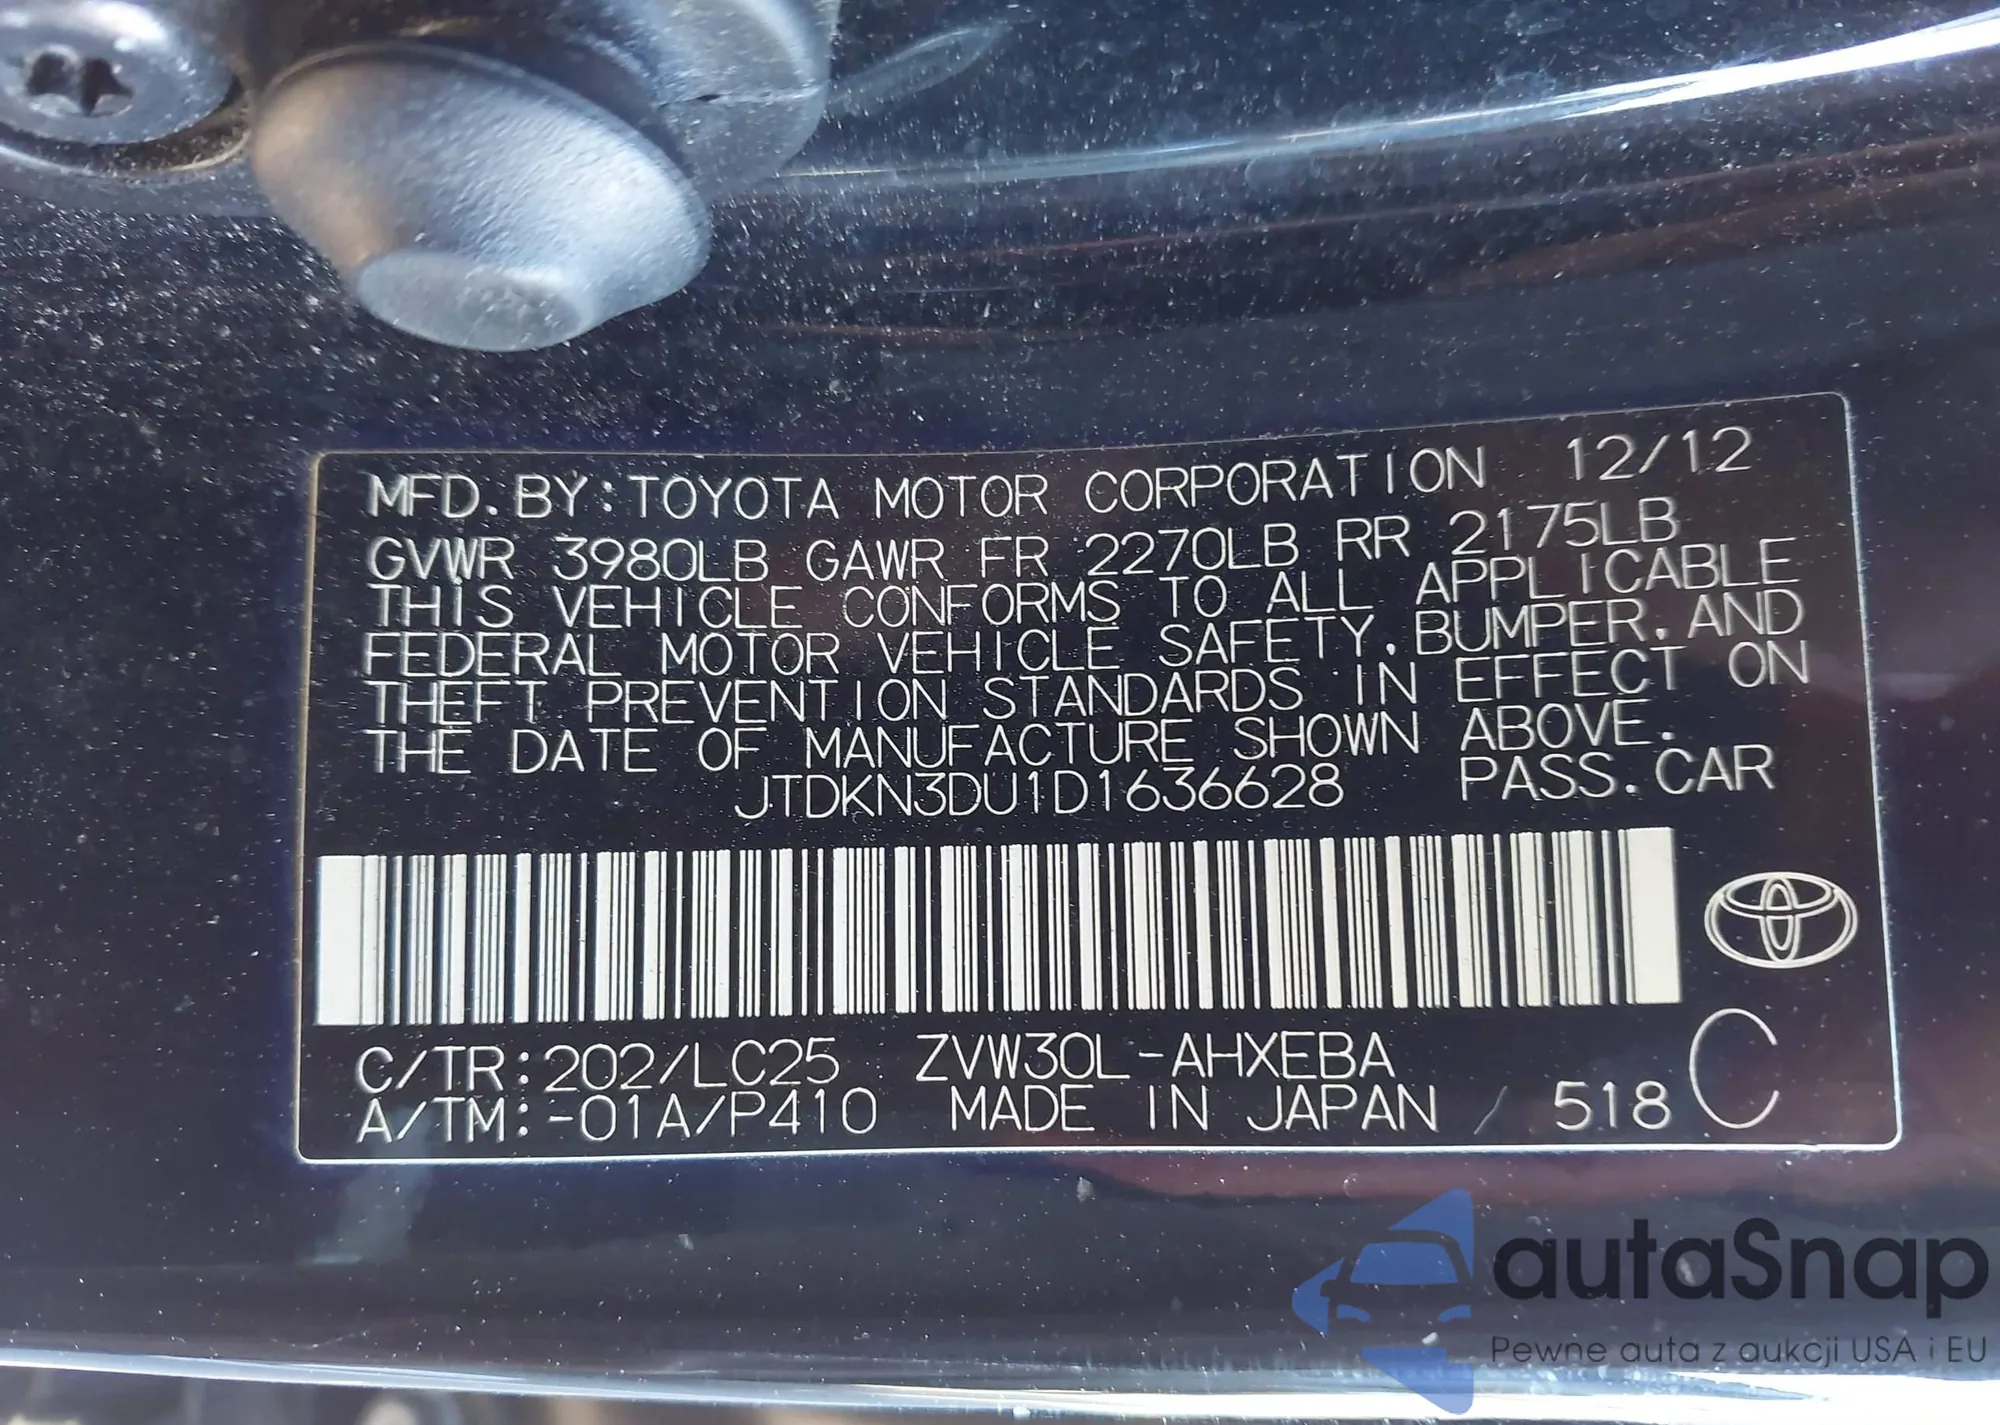 MFD. BY: TOYOTA MOTOR CORPORATION 12/12
GVWR 3980LB GAWR FR 2270LB RR 2175LB
THIS VEHICLE CONFORMS TO ALL APPLICABLE
FEDERAL MOTOR VEHICLE SAFETY, BUMPER, AND
THEFT PREVENTION STANDARDS IN EFFECT ON
THE DATE OF MANUFACTURE SHOWN ABOVE.
JTDKN3DU1D1636628 PASS. CAR
C/TR: 202/LC25 ZVW30L-AHXEBA
A/TM: -01A/P410 MADE IN JAPAN / 518 C
autaSnap
Pewne auta z aukcji USA i EU